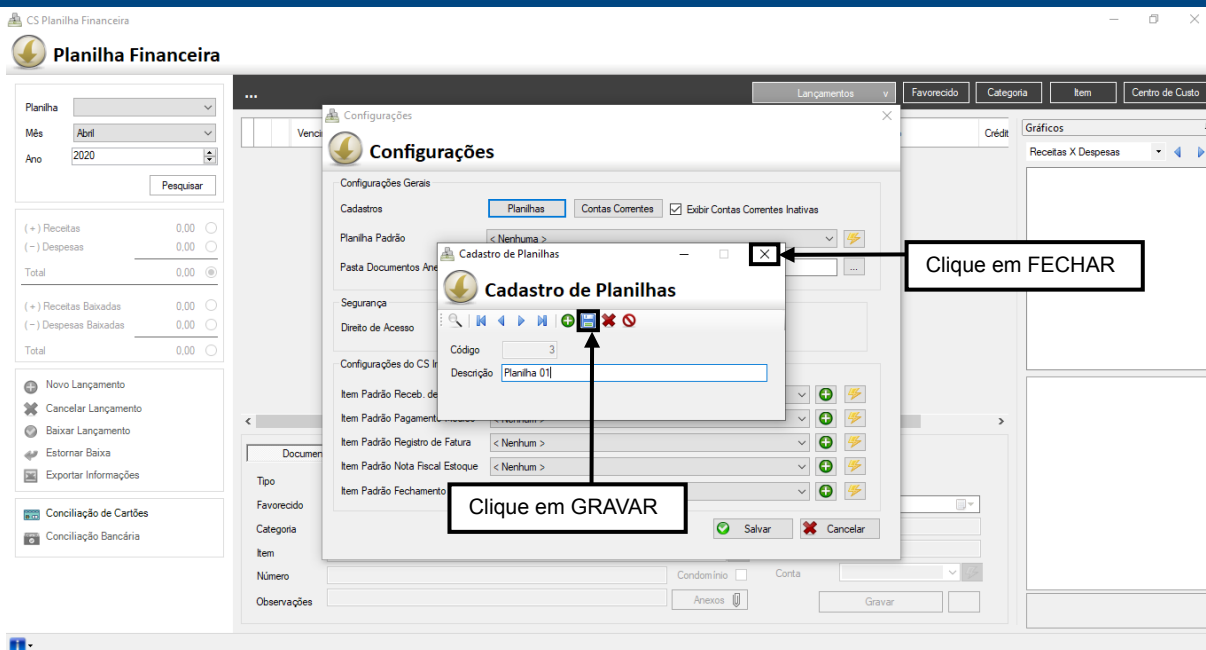 CS Planilha Financeira
Planilha Financeira
Planilha
Mês Abril
Ano 2020
Pesquisar
(+) Receitas 0,00
(-) Despesas 0,00
Total 0,00
(+) Receitas Baixadas 0,00
(-) Despesas Baixadas 0,00
Total 0,00
Novo Lançamento
Cancelar Lançamento
Baixar Lançamento
Estornar Baixa
Exportar Informações
Conciliação de Cartões
Conciliação Bancária
...
Lançamentos v
Favorecido
Categoria
Item
Centro de Custo
Crédit
Gráficos
Receitas X Despesas
Configurações
Configurações
Configurações Gerais
Cadastros Planilhas Contas Correntes Exibir Contas Correntes Inativas
Planilha Padrão < Nenhuma >
Pasta Documentos Ane ...
Segurança
Direito de Acesso
Configurações do CS I
Item Padrão Receb. de
Item Padrão Pagament
Item Padrão Registro de Fatura < Nenhum >
Item Padrão Nota Fiscal Estoque < Nenhum >
Item Padrão Fechamento
Salvar Cancelar
Cadastro de Planilhas
Cadastro de Planilhas
Código 3
Descrição Planilha 01
Clique em FECHAR
Clique em GRAVAR
Documen
Tipo
Favorecido
Categoria
Item
Número Condomínio Conta
Observações Anexos Gravar